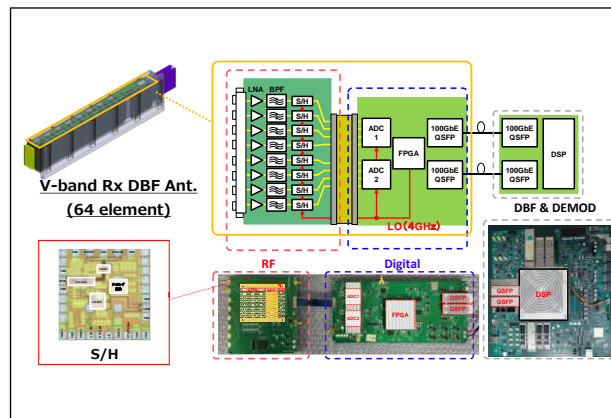 LNA BPF
S/H
S/H
S/H
S/H
S/H
S/H
S/H
S/H
ADC
1
ADC
2
FPGA
100GbE
QSFP
100GbE
QSFP
100GbE
QSFP
100GbE
QSFP
DSP
LO(4GHz)
DBF & DEMOD
V-band Rx DBF Ant.
(64 element)
RF
Digital
S/H
ADC1
ADC2
FPGA
QSFP
QSFP
QSFP
QSFP
DSP